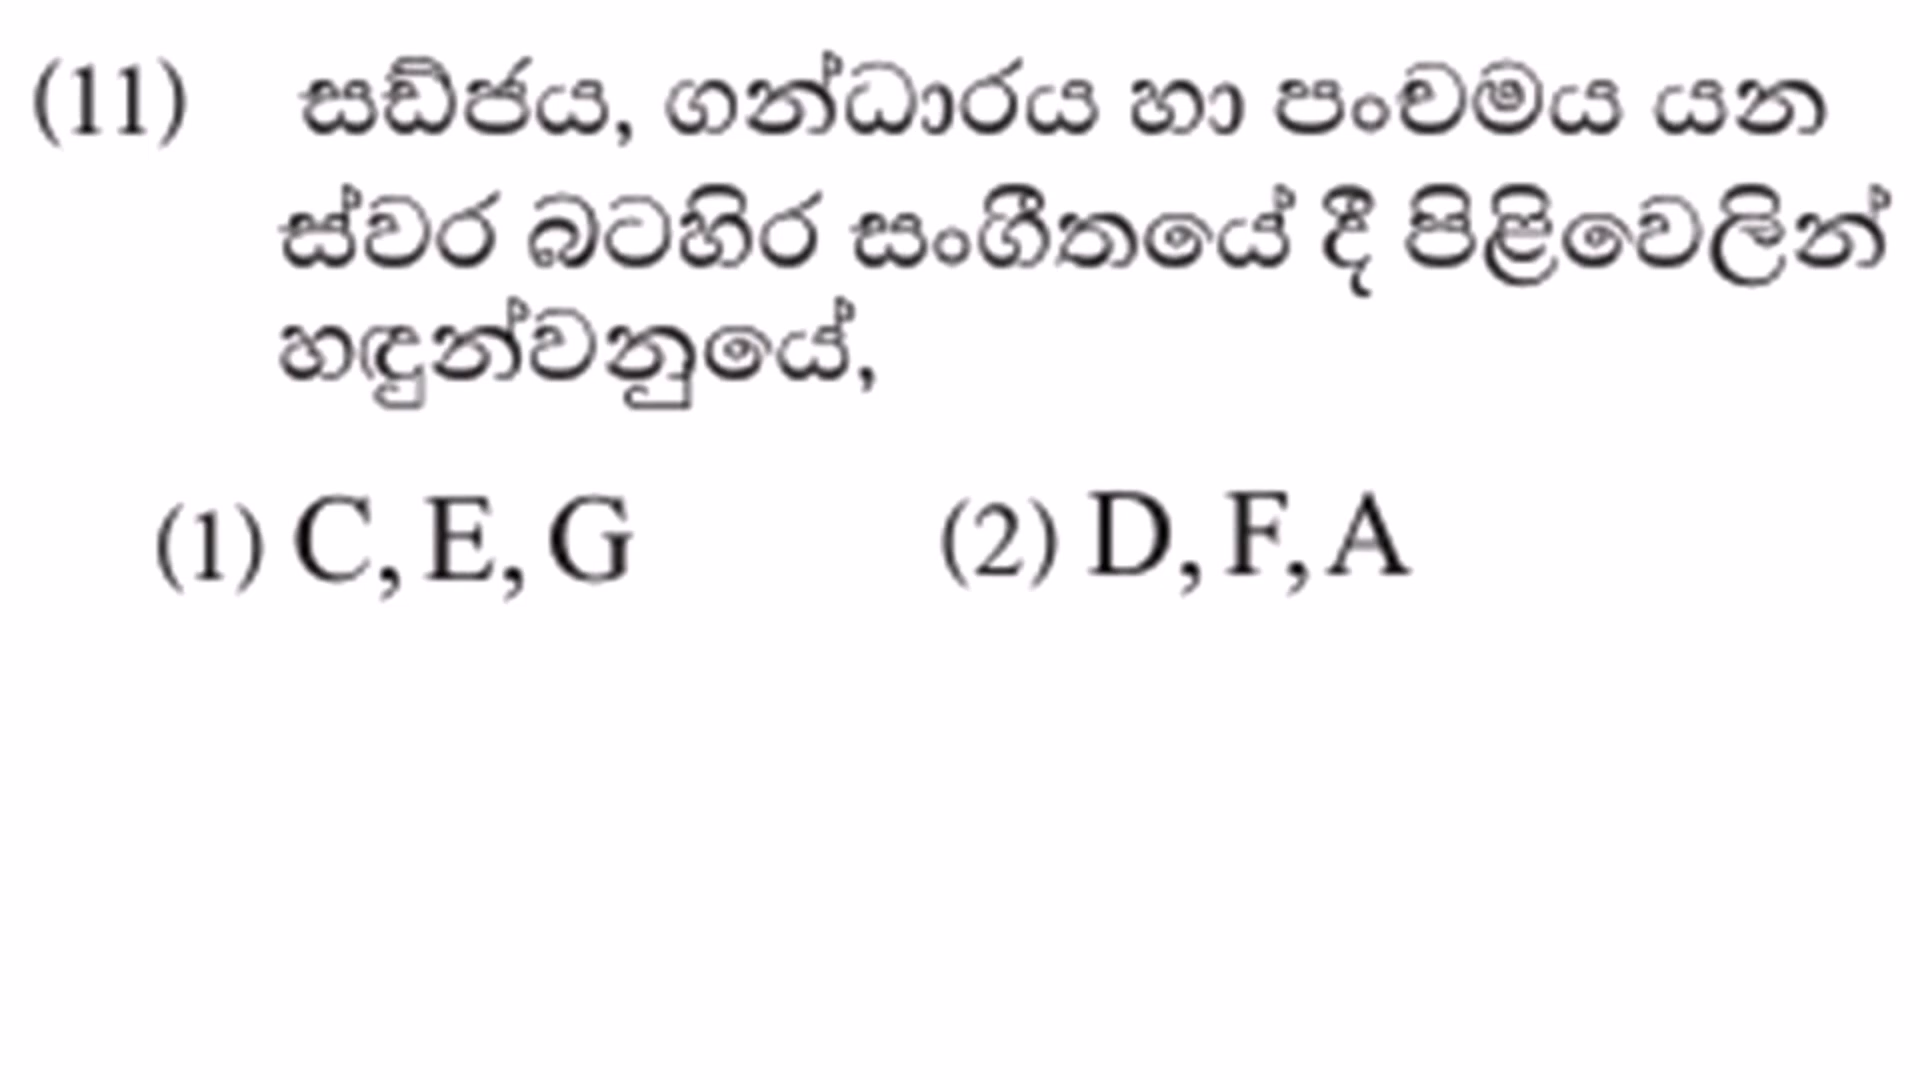 (11) සඩ්ජය, ගන්ධාරය හා පංචමය යන
ස්වර බටහිර සංගීතයේ දී පිළිවෙලින්
හඳුන්වනුයේ,
(1) C, E, G (2) D, F, A